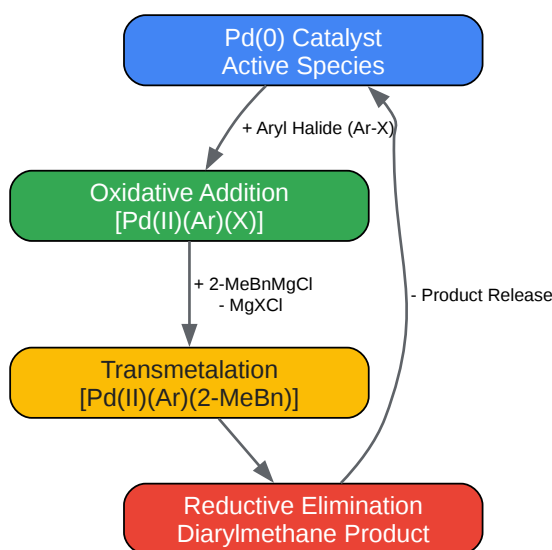 Pd(0) Catalyst
Active Species
+ Aryl Halide (Ar-X)
Oxidative Addition
[Pd(II)(Ar)(X)]
+ 2-MeBnMgCl
- MgXCl
- Product Release
Transmetalation
[Pd(II)(Ar)(2-MeBn)]
Reductive Elimination
Diarylmethane Product